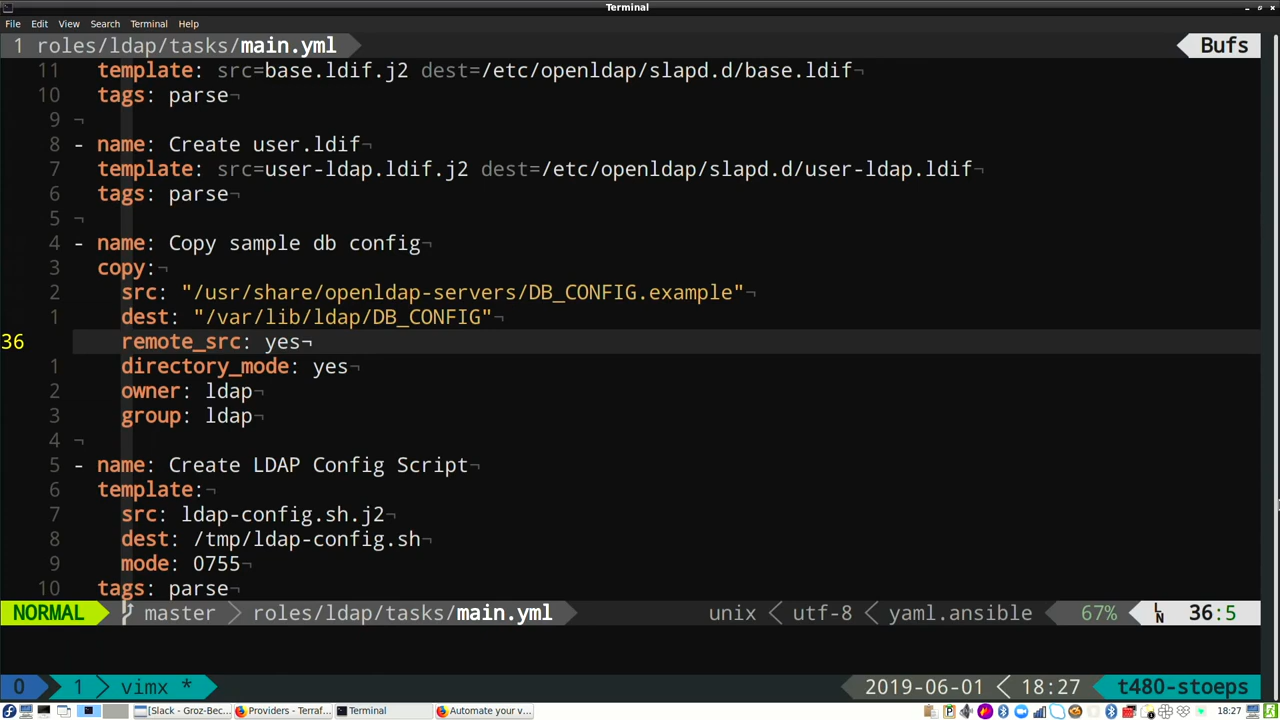 Terminal
File Edit View Search Terminal Help
1 roles/ldap/tasks/main.yml Bufs
11 template: src=base.ldif.j2 dest=/etc/openldap/slapd.d/base.ldif¬
10 tags: parse¬
9 ¬
8 - name: Create user.ldif¬
7 template: src=user-ldap.ldif.j2 dest=/etc/openldap/slapd.d/user-ldap.ldif¬
6 tags: parse¬
5 ¬
4 - name: Copy sample db config¬
3 copy:¬
2 src: "/usr/share/openldap-servers/DB_CONFIG.example"¬
1 dest: "/var/lib/ldap/DB_CONFIG"¬
36 remote_src: yes¬
1 directory_mode: yes¬
2 owner: ldap¬
3 group: ldap¬
4 ¬
5 - name: Create LDAP Config Script¬
6 template:¬
7 src: ldap-config.sh.j2¬
8 dest: /tmp/ldap-config.sh¬
9 mode: 0755¬
10 tags: parse¬
NORMAL master roles/ldap/tasks/main.yml unix utf-8 yaml.ansible 67% LN 36:5
0 1 vimx * 2019-06-01 18:27 t480-stoeps
[Slack - Groz-Bec... Providers - Terraf... Terminal Automate your v... 18:27